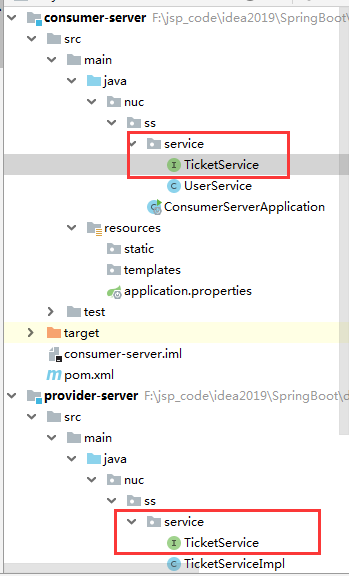 consumer-server F:\jsp_code\idea2019\SpringBoot\
src
main
java
nuc
ss
service
TicketService
UserService
ConsumerServerApplication
resources
static
templates
application.properties
test
target
consumer-server.iml
pom.xml
provider-server F:\jsp_code\idea2019\SpringBoot\d
src
main
java
nuc
ss
service
TicketService
TicketServiceImpl